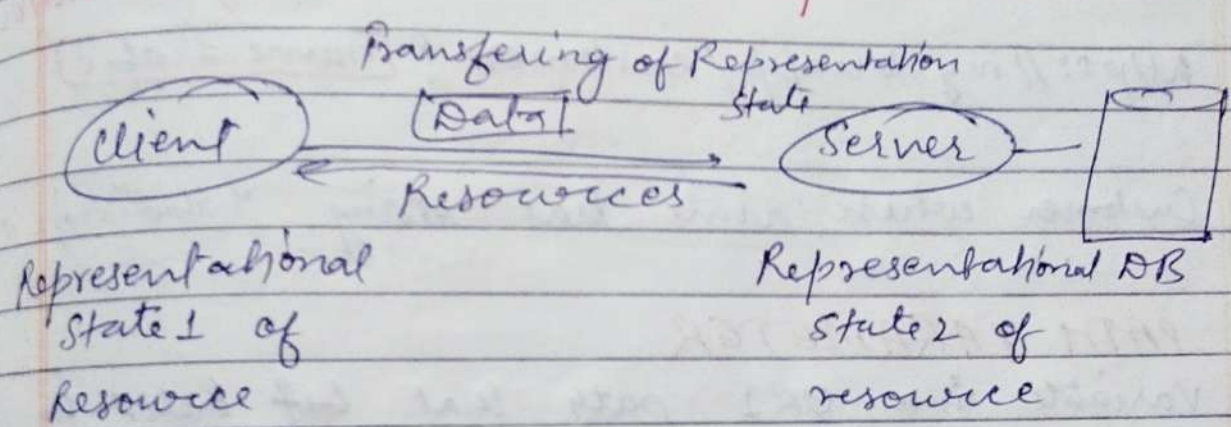 Transfering of Representation
State
Client
Data
Server
Resources
Representational
State 1 of
Resource
Representational DB
State 2 of
resource